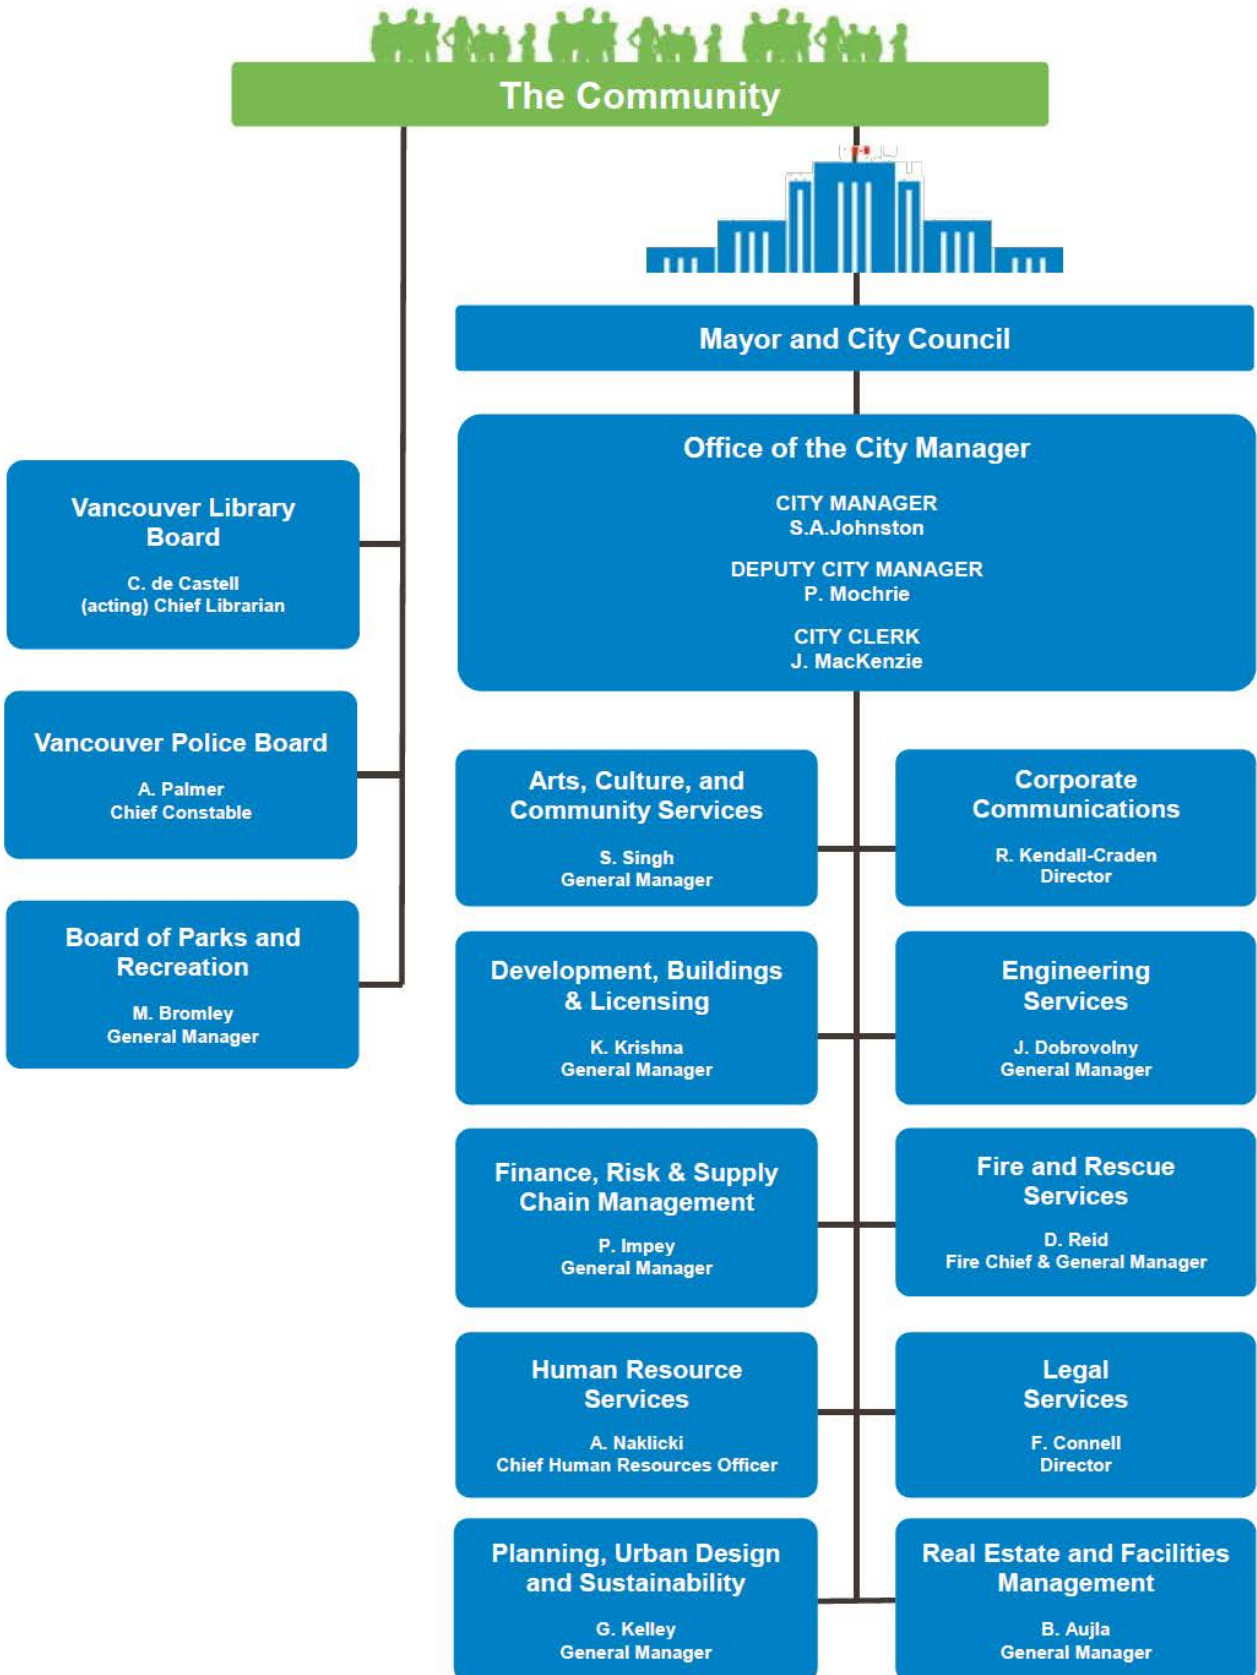 The Community
Mayor and City Council
Office of the City Manager
CITY MANAGER
S.A.Johnston
DEPUTY CITY MANAGER
P. Mochrie
CITY CLERK
J. MacKenzie
Vancouver Library
Board
C. de Castell
(acting) Chief Librarian
Vancouver Police Board
A. Palmer
Chief Constable
Board of Parks and
Recreation
M. Bromley
General Manager
Arts, Culture, and
Community Services
S. Singh
General Manager
Corporate
Communications
R. Kendall-Craden
Director
Development, Buildings
& Licensing
K. Krishna
General Manager
Engineering
Services
J. Dobrovolny
General Manager
Finance, Risk & Supply
Chain Management
P. Impey
General Manager
Fire and Rescue
Services
D. Reid
Fire Chief & General Manager
Human Resource
Services
A. Naklicki
Chief Human Resources Officer
Legal
Services
F. Connell
Director
Planning, Urban Design
and Sustainability
G. Kelley
General Manager
Real Estate and Facilities
Management
B. Aujla
General Manager